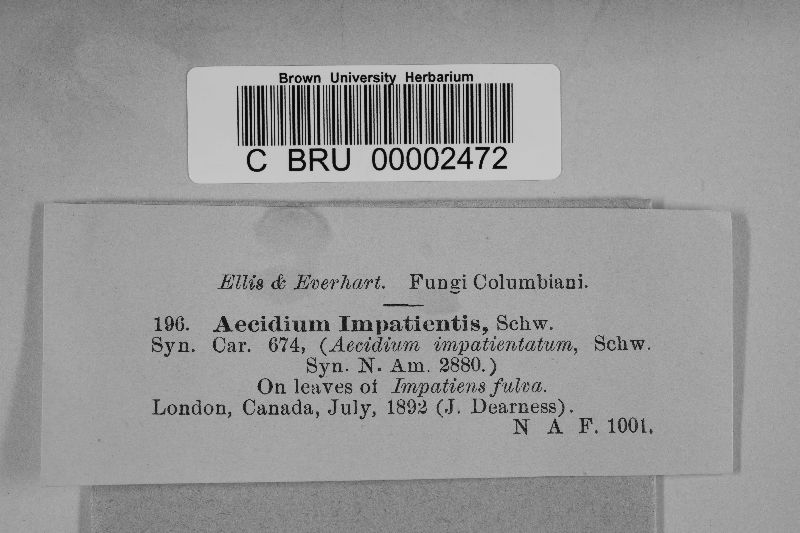 Brown University Herbarium
C BRU 00002472
Ellis & Everhart. Fungi Columbiani.
196. Aecidium Impatientis, Schw.
Syn. Car. 674, (Aecidium impatientatum, Schw.
Syn. N. Am. 2880.)
On leaves of Impatiens fulva.
London, Canada, July, 1892 (J. Dearness).
N A F. 1001.